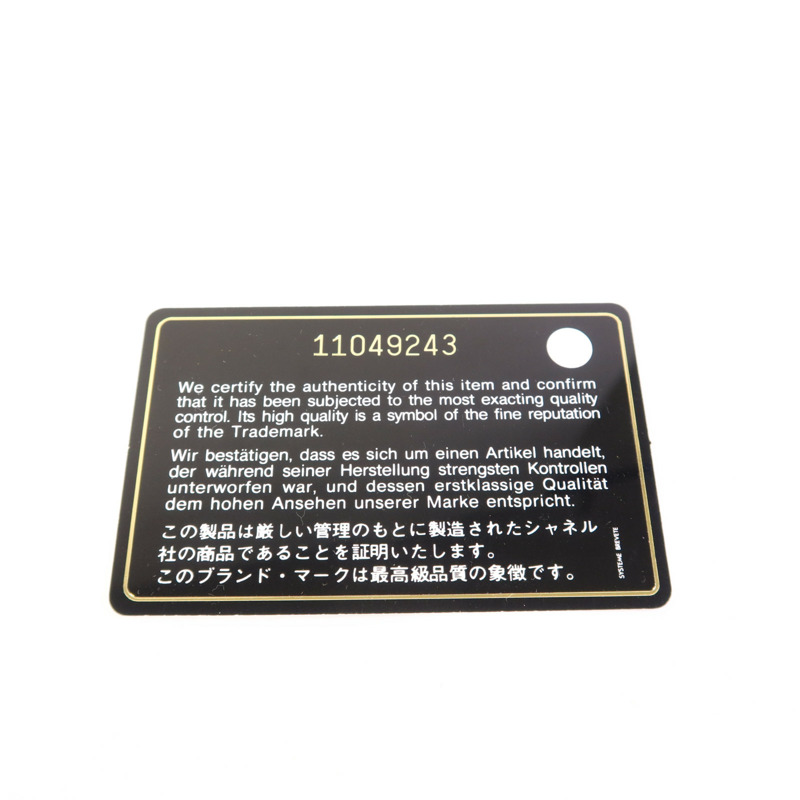 11049243
We certify the authenticity of this item and confirm
that it has been subjected to the most exacting quality
control. Its high quality is a symbol of the fine reputation
of the Trademark.
Wir bestätigen, dass es sich um einen Artikel handelt,
der während seiner Herstellung strengsten Kontrollen
unterworfen war, und dessen erstklassige Qualität
dem hohen Ansehen unserer Marke entspricht.
この製品は厳しい管理のもとに製造されたシャネル
社の商品であることを証明いたします。
このブランド・マークは最高級品質の象徴です。
SYSTEME BREVETE